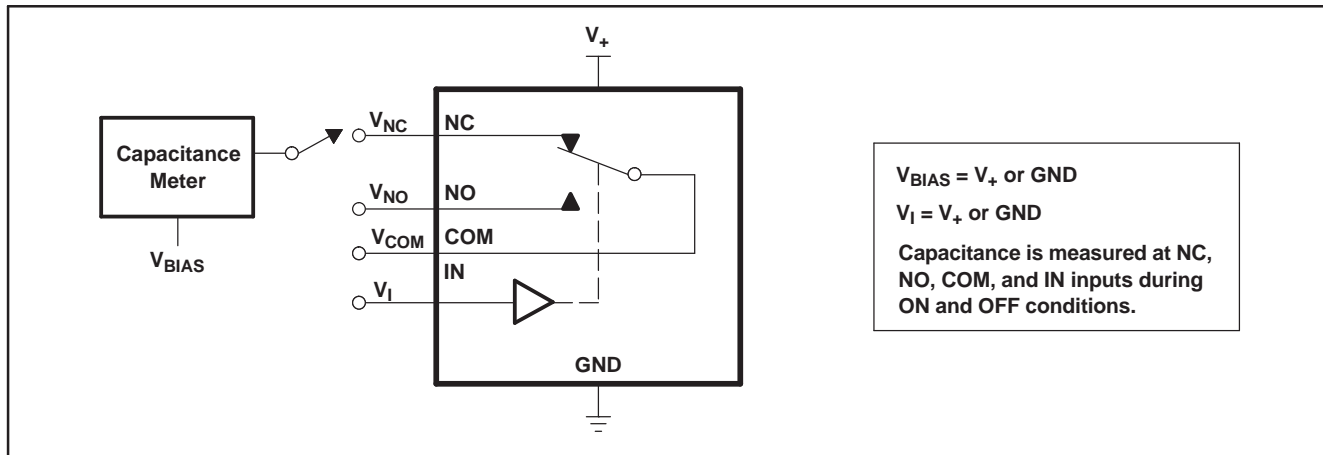 V+
VNC NC
Capacitance
Meter
VNO NO
VCOM COM
VBIAS
IN
VI
GND
VBIAS = V+ or GND
VI = V+ or GND
Capacitance is measured at NC,
NO, COM, and IN inputs during
ON and OFF conditions.